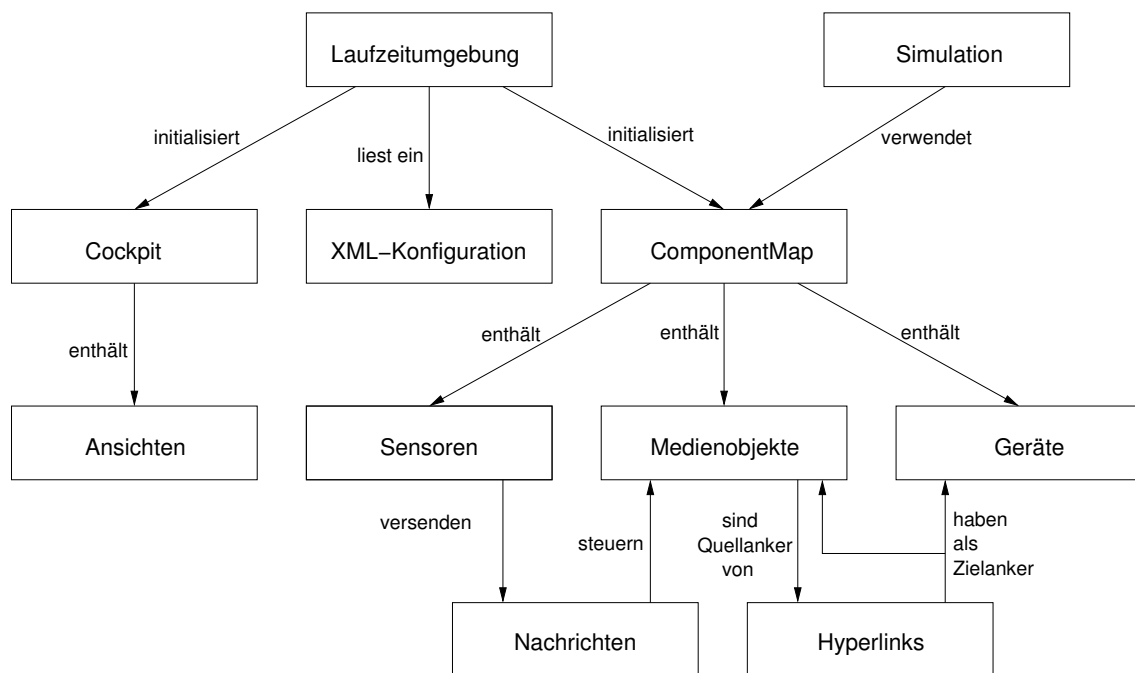 Laufzeitumgebung
Simulation
initialisiert
liest ein
initialisiert
verwendet
Cockpit
XML−Konfiguration
ComponentMap
enthält
enthält
enthält
enthält
Ansichten
Sensoren
Medienobjekte
Geräte
versenden
steuern
sind
Quellanker
von
haben
als
Zielanker
Nachrichten
Hyperlinks